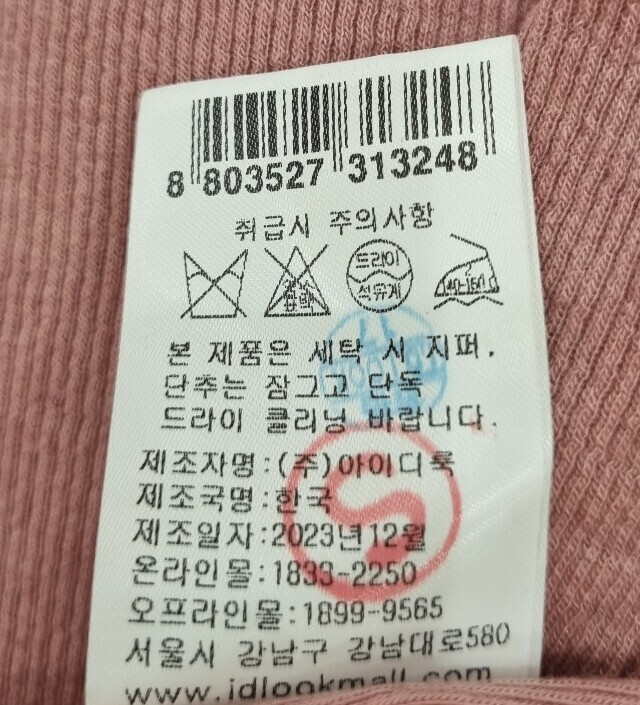 8 803527 313248
취급시 주의사항
드라이
석유계
140-160℃
본 제품은 세탁 시 지퍼.
단추는 잠그고 단독
드라이 클리닝 바랍니다.
제조자명:(주)아이디룩
제조국명:한국
제조일자:2023년12월
온라인몰:1833-2250
오프라인몰:1899-9565
서울시 강남구 강남대로580
www.idlookmall.com